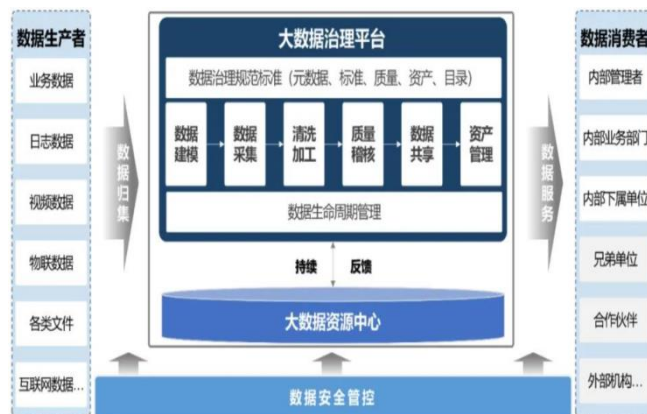 数据生产者
业务数据
日志数据
视频数据
物联数据
各类文件
互联网数据...
数据归集
大数据治理平台
数据治理规范标准（元数据、标准、质量、资产、目录）
数据
建模
数据
采集
清洗
加工
质量
稽核
数据
共享
资产
管理
数据生命周期管理
持续 反馈
大数据资源中心
数据安全管控
数据服务
数据消费者
内部管理者
内部业务部门
内部下属单位
兄弟单位
合作伙伴
外部机构...